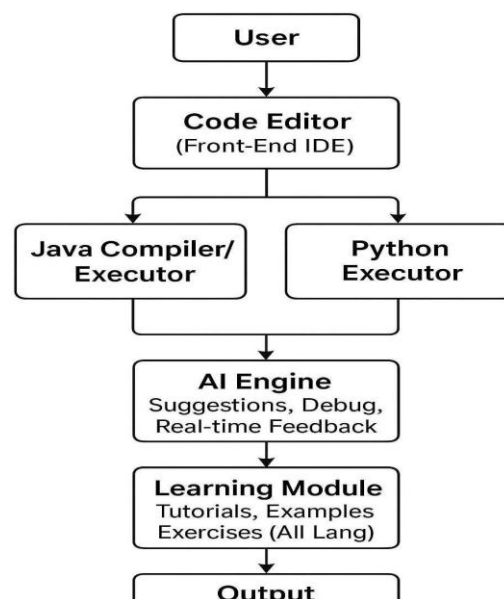 User
Code Editor
(Front-End IDE)
Java Compiler/
Executor
Python
Executor
AI Engine
Suggestions, Debug,
Real-time Feedback
Learning Module
Tutorials, Examples
Exercises (All Lang)
Output